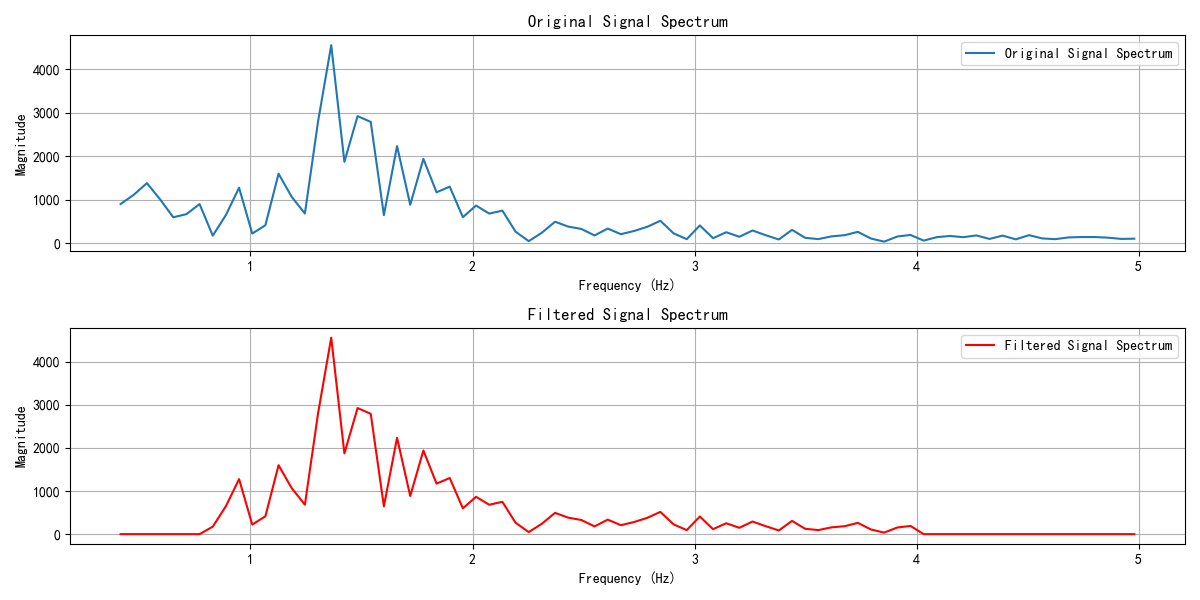 Original Signal Spectrum
Original Signal Spectrum
4000
3000
2000
1000
0
Magnitude
1 2 3 4 5
Frequency (Hz)
Filtered Signal Spectrum
Filtered Signal Spectrum
4000
3000
2000
1000
0
Magnitude
1 2 3 4 5
Frequency (Hz)